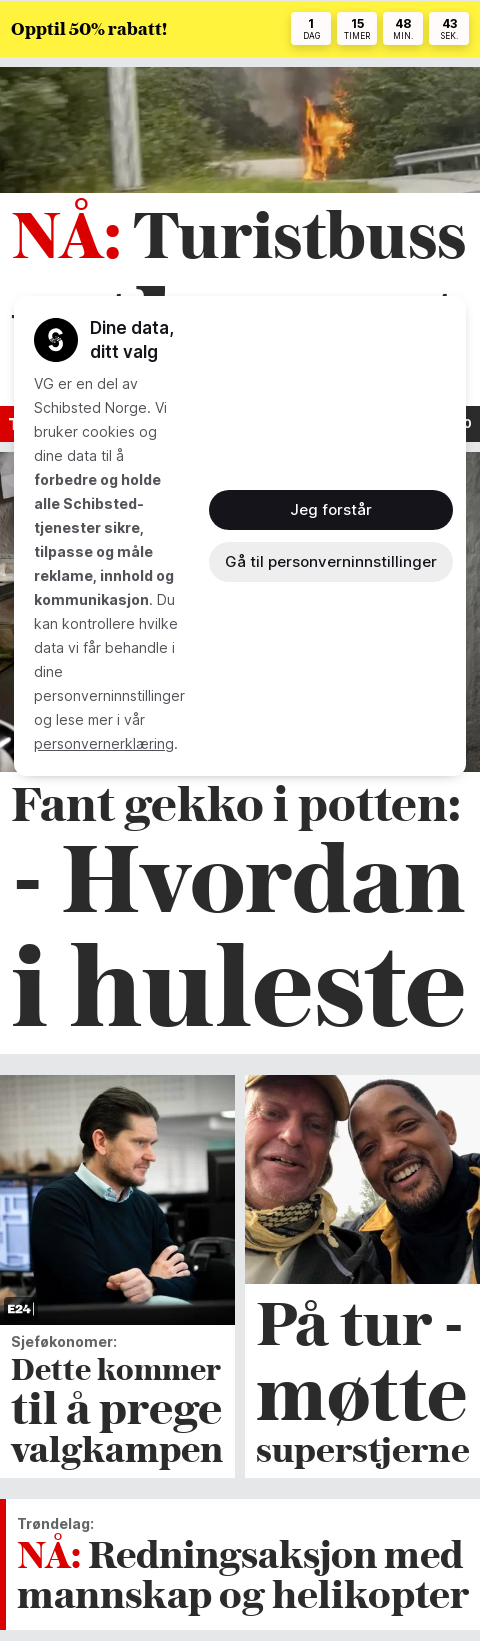 Opptil 50% rabatt!
1 15 48 43
DAG TIMER MIN. SEK.
NÅ: Turistbuss
Dine data,
ditt valg
VG er en del av
Schibsted Norge. Vi
bruker cookies og
dine data til å
forbedre og holde
alle Schibsted-
tjenester sikre,
tilpasse og måle
reklame, innhold og
kommunikasjon. Du
kan kontrollere hvilke
data vi får behandle i
dine
personverninnstillinger
og lese mer i vår
personvernerklæring.
Jeg forstår
Gå til personverninnstillinger
Fant gekko i potten:
- Hvordan
i huleste
E24
Sjeføkonomer:
Dette kommer
til å prege
valgkampen
På tur -
møtte
superstjerne
Trøndelag:
NÅ: Redningsaksjon med
mannskap og helikopter